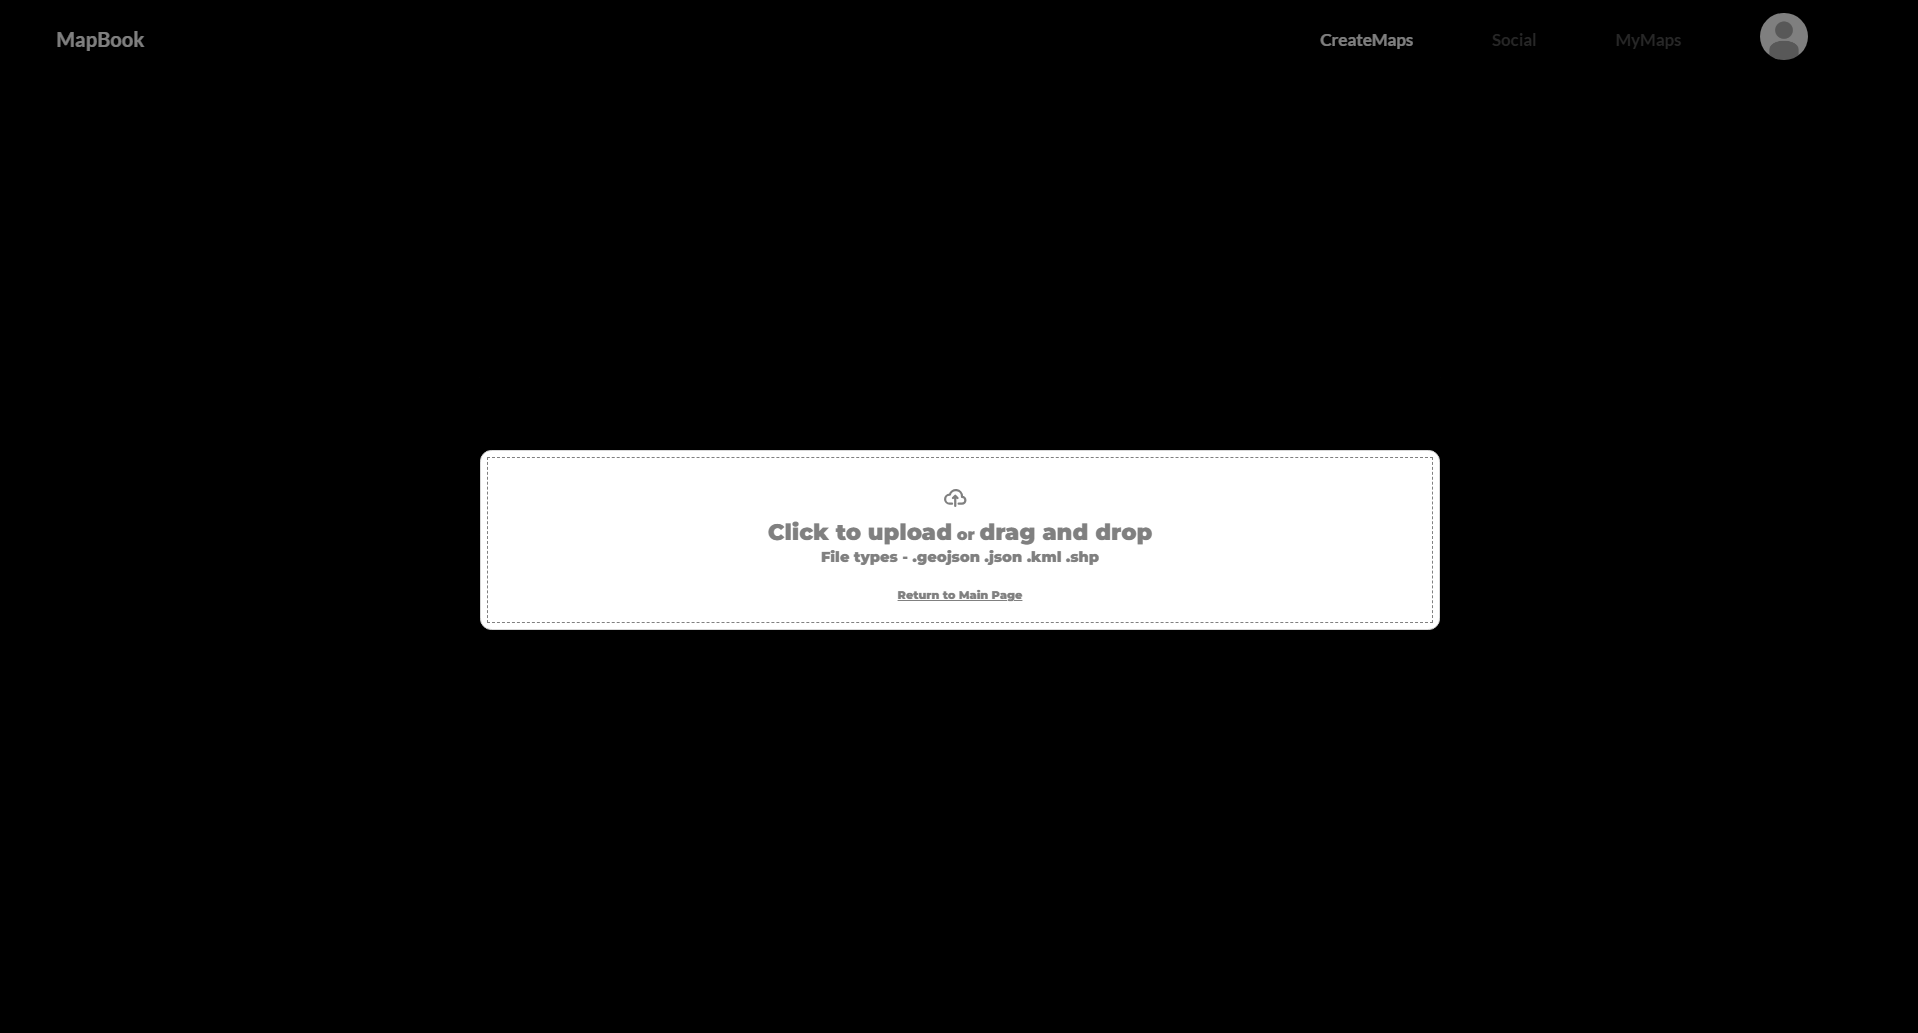 MapBook
CreateMaps
Social
MyMaps
Click to upload or drag and drop
File types - .geojson .json .kml .shp
Return to Main Page